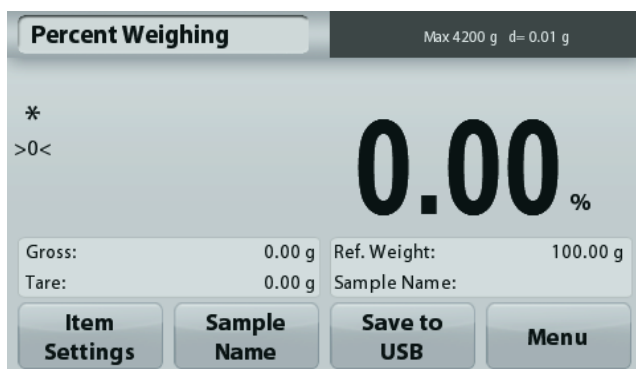 Percent Weighing
Max 4200 g d= 0.01 g
*
>0<
0.00 %
Gross: 0.00 g
Tare: 0.00 g
Ref. Weight: 100.00 g
Sample Name:
Item Settings
Sample Name
Save to USB
Menu